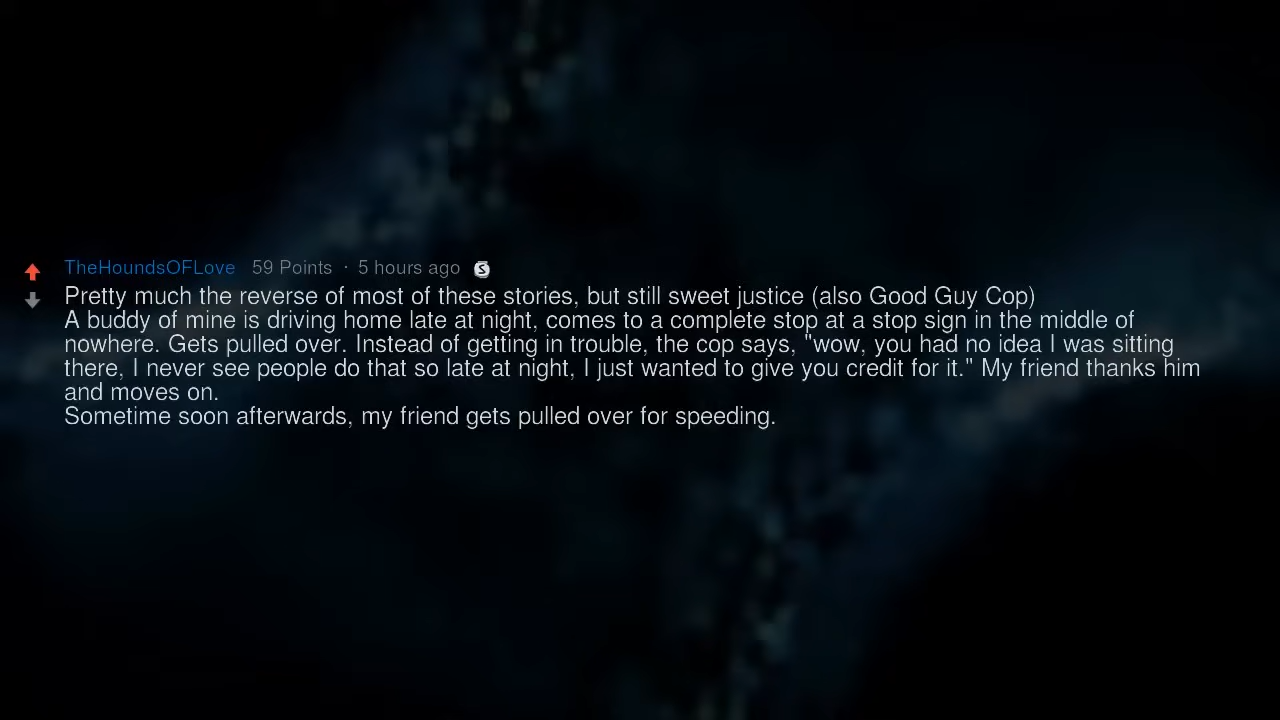 TheHoundsOFLove 59 Points · 5 hours ago S
Pretty much the reverse of most of these stories, but still sweet justice (also Good Guy Cop)
A buddy of mine is driving home late at night, comes to a complete stop at a stop sign in the middle of
nowhere. Gets pulled over. Instead of getting in trouble, the cop says, "wow, you had no idea I was sitting
there, I never see people do that so late at night, I just wanted to give you credit for it." My friend thanks him
and moves on.
Sometime soon afterwards, my friend gets pulled over for speeding.